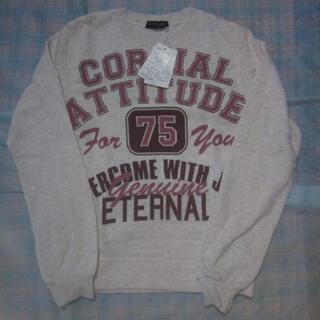 CORDIAL
ATTITUDE
For 75 You
ERCOME WITH J
Genuine
ETERNAL